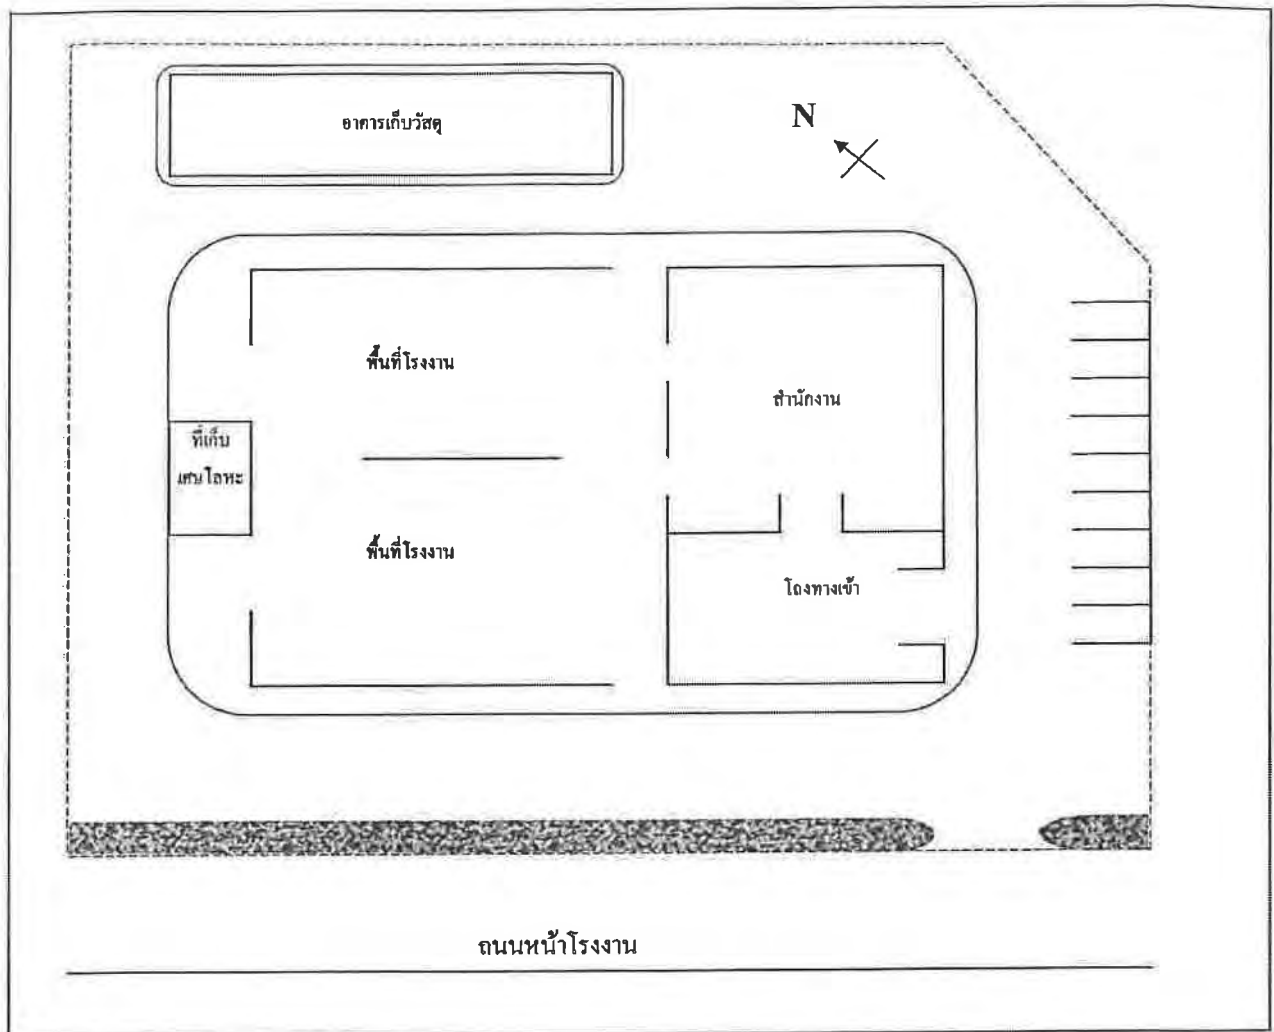 อาคารเก็บวัสดุ
N
พื้นที่โรงงาน
สำนักงาน
ที่เก็บ
เศษโลหะ
พื้นที่โรงงาน
โถงทางเข้า
ถนนหน้าโรงงาน